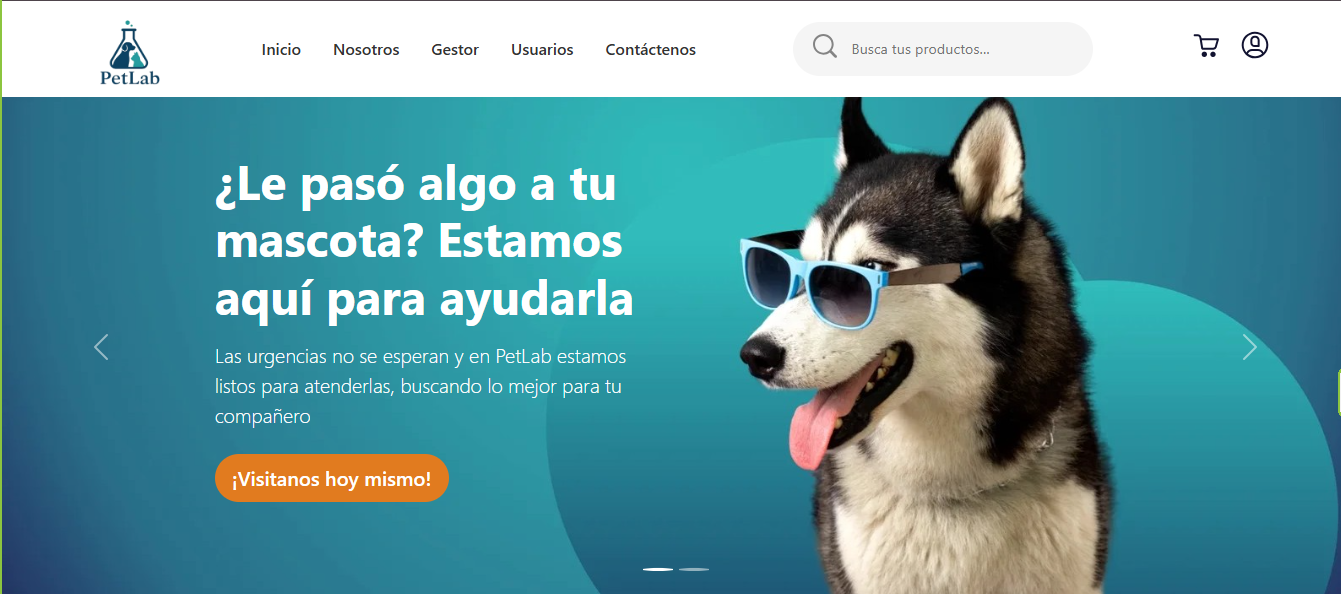 PetLab
Inicio Nosotros Gestor Usuarios Contáctenos
Busca tus productos...
¿Le pasó algo a tu
mascota? Estamos
aquí para ayudarla
Las urgencias no se esperan y en PetLab estamos
listos para atenderlas, buscando lo mejor para tu
compañero
¡Visitanos hoy mismo!